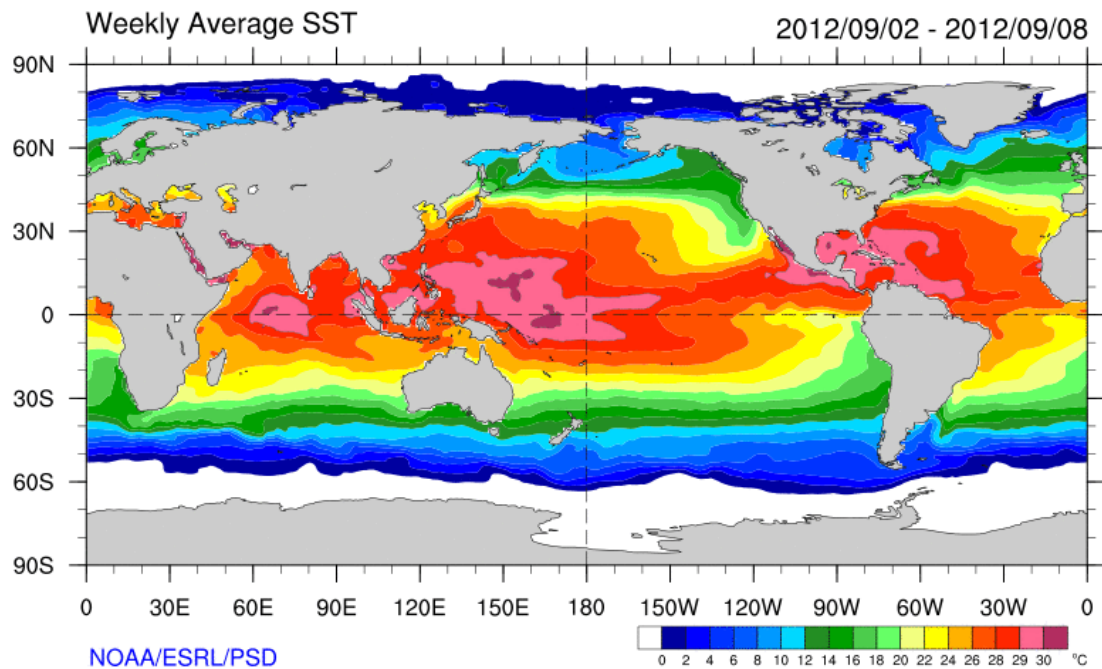 Weekly Average SST 2012/09/02 - 2012/09/08
90N
60N
30N
0
30S
60S
90S
0 30E 60E 90E 120E 150E 180 150W 120W 90W 60W 30W 0
0 2 4 6 8 10 12 14 16 18 20 22 24 26 28 29 30 °C
NOAA/ESRL/PSD